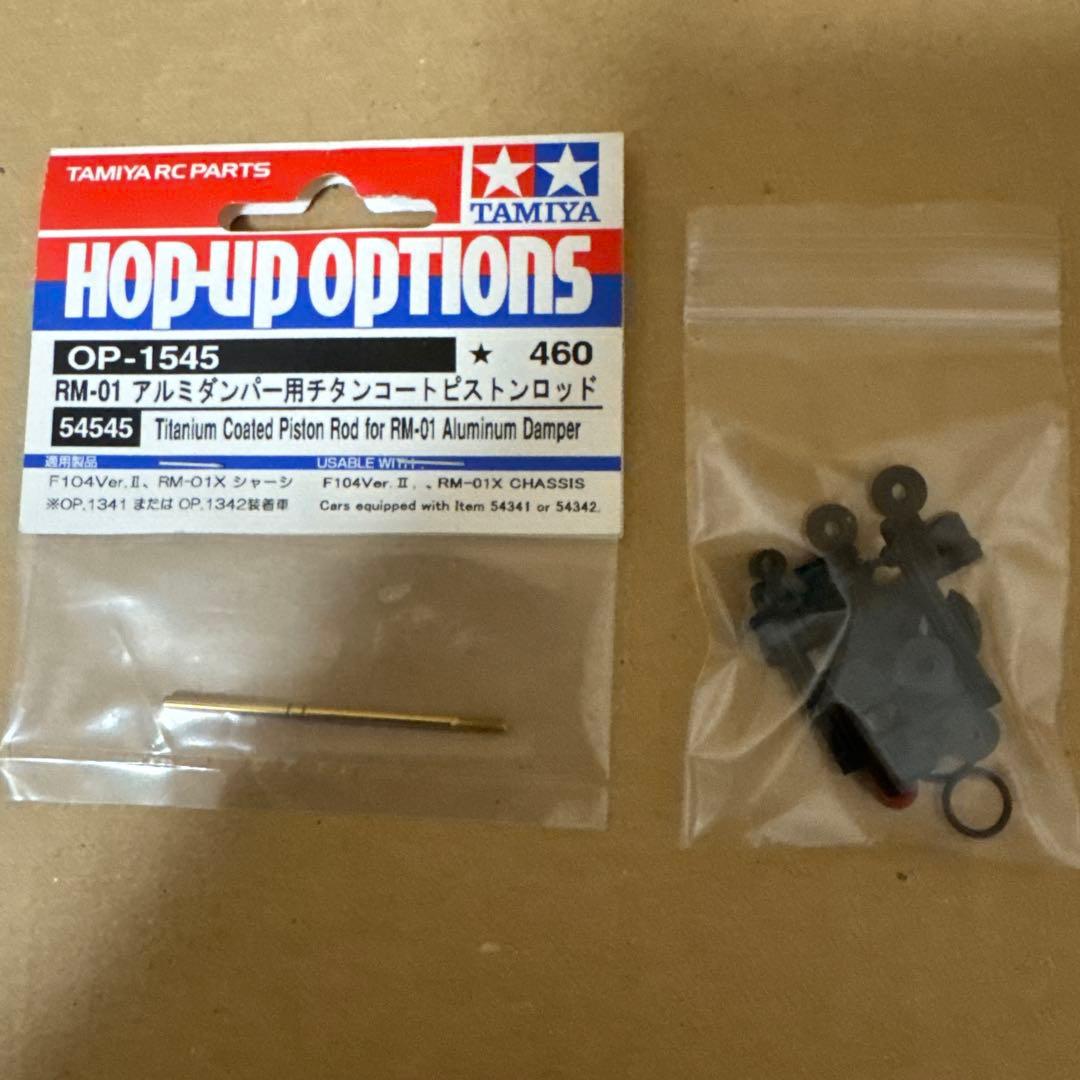 TAMIYA RC PARTS
TAMIYA
HOP-UP OPTIONS
OP-1545 ★ 460
RM-01 アルミダンパー用チタンコートピストンロッド
54545 Titanium Coated Piston Rod for RM-01 Aluminum Damper
適用製品 USABLE WITH:
F104Ver.Ⅱ、RM-01X シャーシ F104Ver.Ⅱ, 、RM-01X CHASSIS
※OP.1341 または OP.1342装着車 Cars equipped with Item 54341 or 54342.